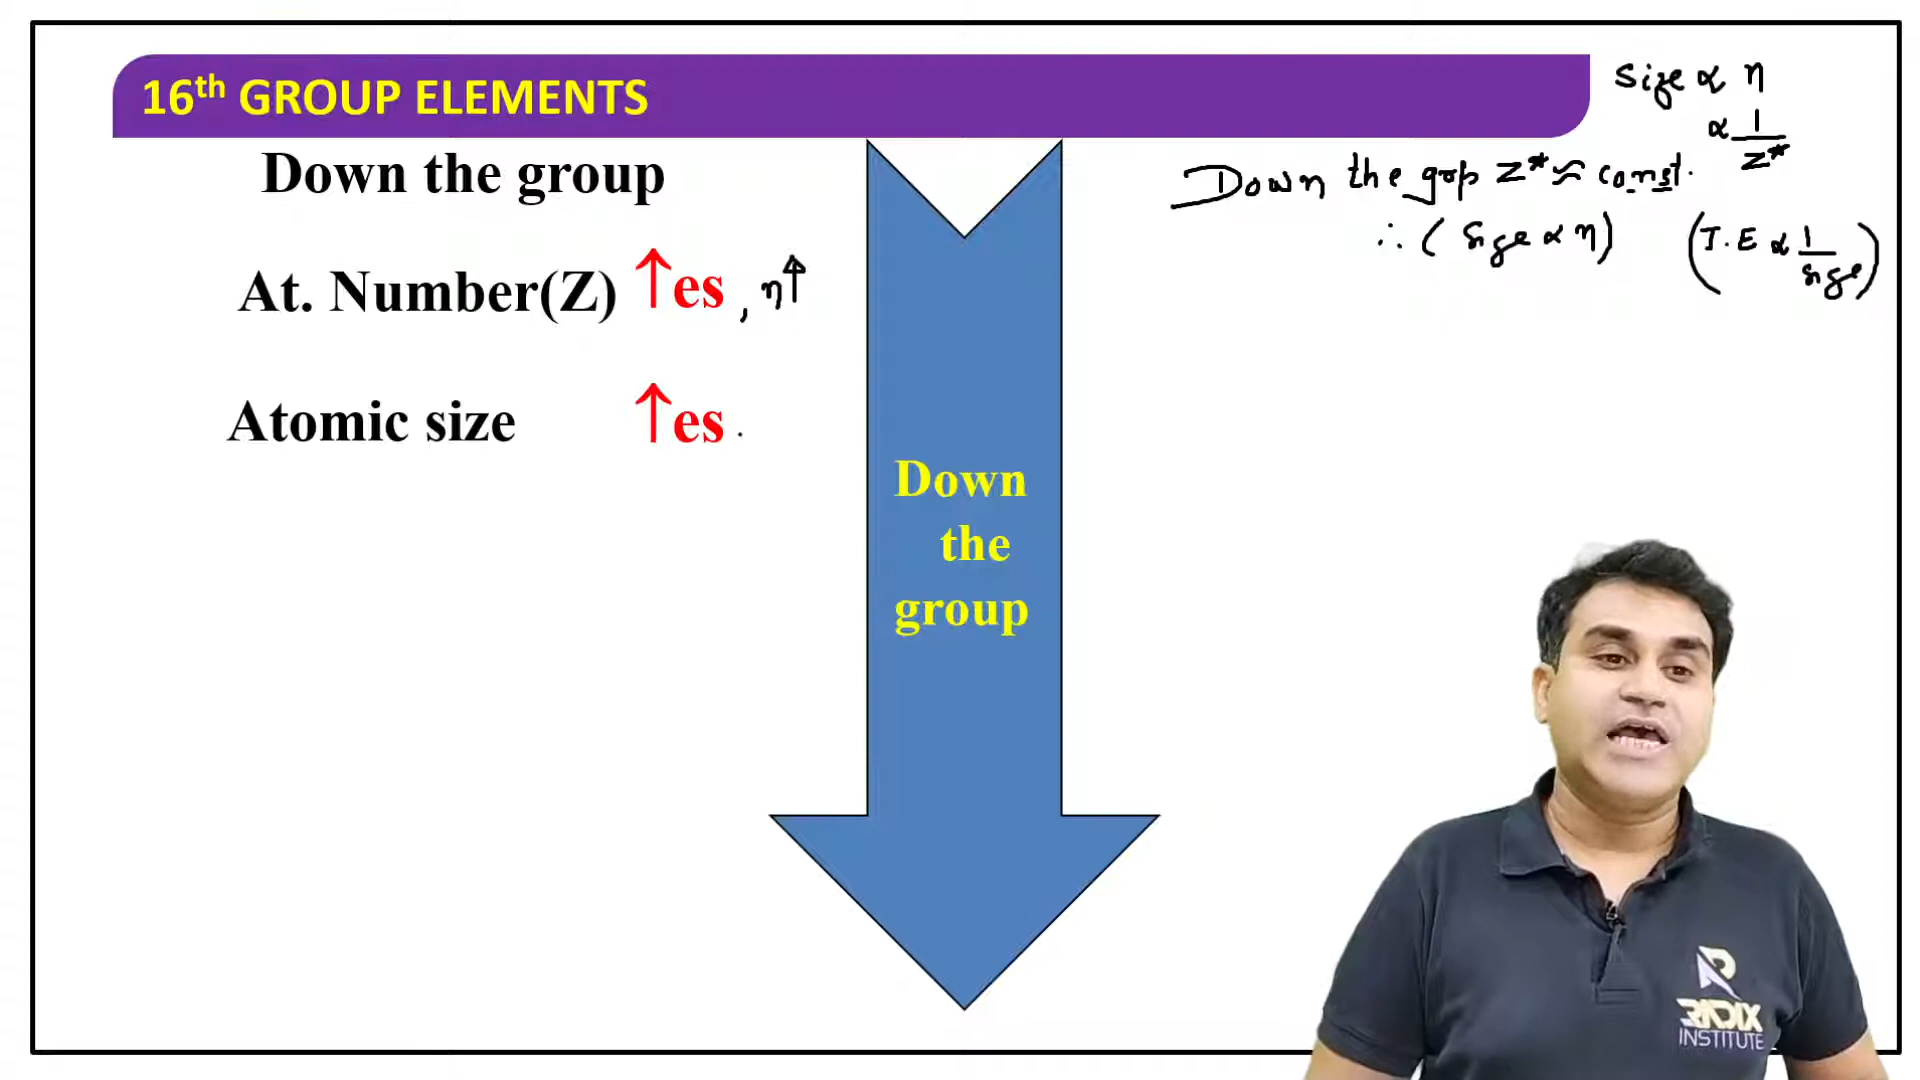 16th GROUP ELEMENTS
Size ∝ n
∝ 1/Z*
Down the group
Down the grop Z* ≈ const.
∴ (Size ∝ n) (I.E ∝ 1/size)
At. Number(Z) ↑es , n↑
Atomic size ↑es .
Down
the
group
RADIX
INSTITUTE